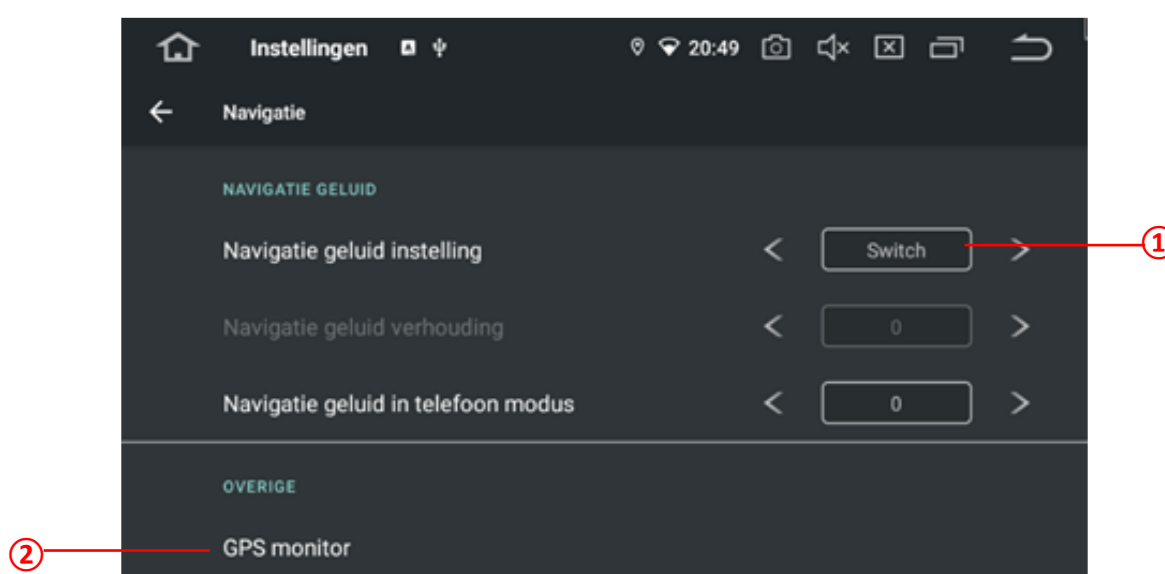 Instellingen 20:49
Navigatie
NAVIGATIE GELUID
Navigatie geluid instelling Switch
1
Navigatie geluid verhouding 0
Navigatie geluid in telefoon modus 0
OVERIGE
2 GPS monitor